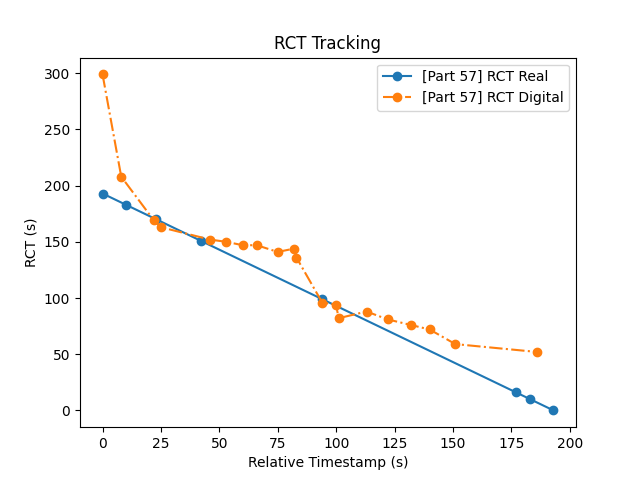 RCT Tracking
[Part 57] RCT Real
[Part 57] RCT Digital
RCT (s)
300
250
200
150
100
50
0
0 25 50 75 100 125 150 175 200
Relative Timestamp (s)